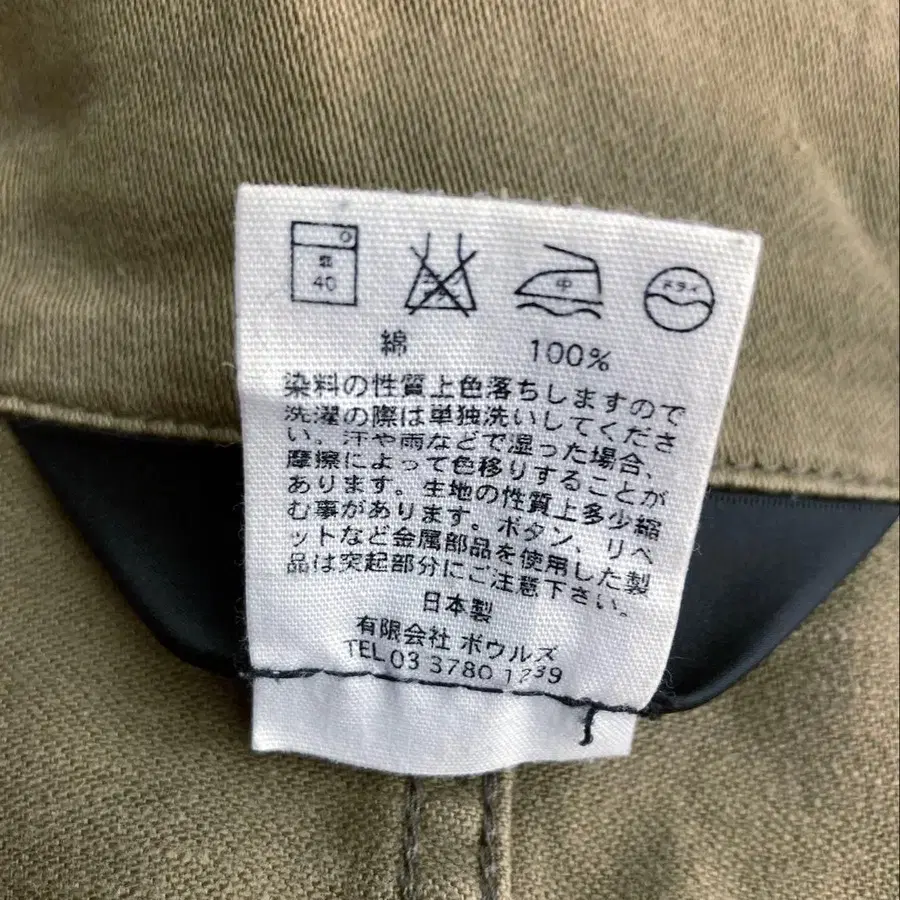 弱
40
エンソサラシ
中
ドライ
綿 100%
染料の性質上色落ちしますので
洗濯の際は単独洗いしてくださ
い。汗や雨などで湿った場合、
摩擦によって色移りすることが
あります。生地の性質上多少縮
む事があります。ボタン、リベ
ットなど金属部品を使用した製
品は突起部分にご注意下さい。
日本製
有限会社 ボウルズ
TEL 03 3780 1239